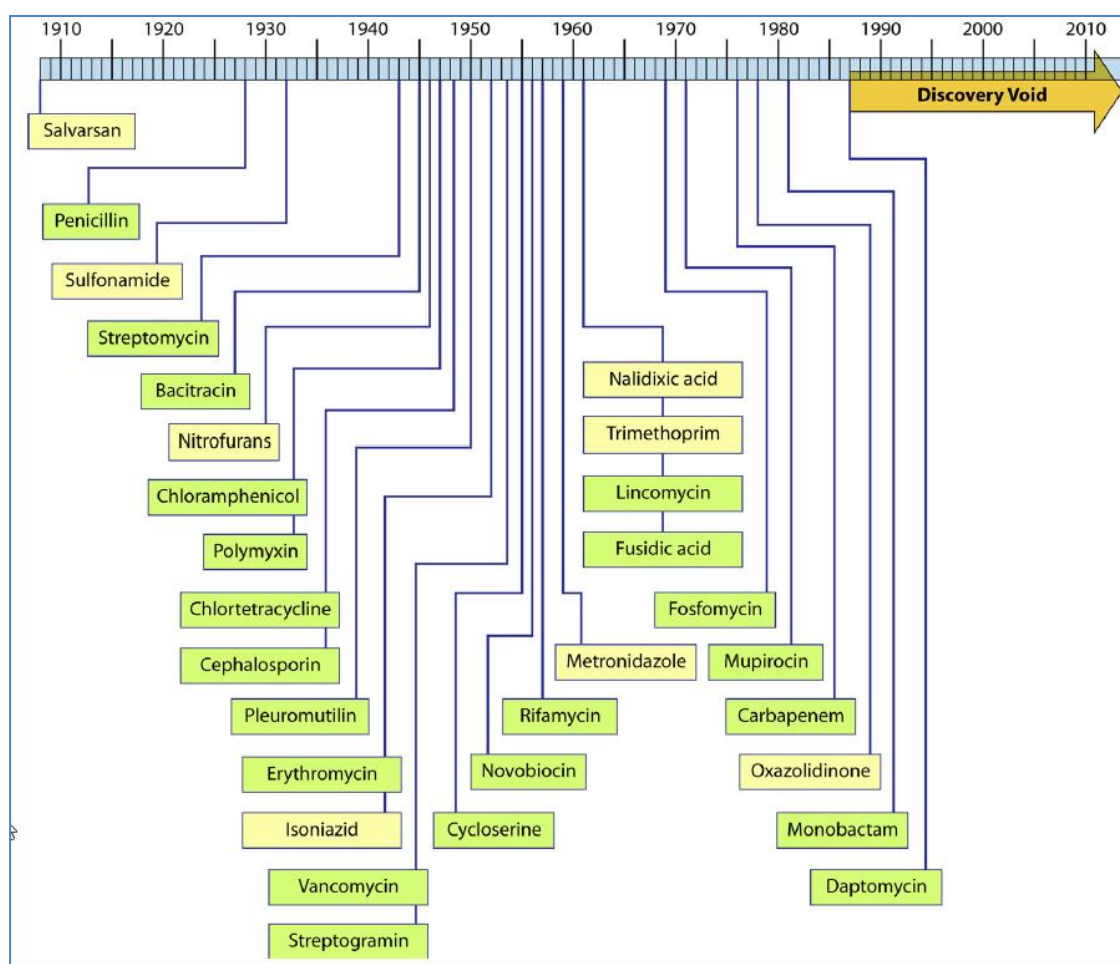 1910 1920 1930 1940 1950 1960 1970 1980 1990 2000 2010
Discovery Void
Salvarsan
Penicillin
Sulfonamide
Streptomycin
Bacitracin
Nitrofurans
Chloramphenicol
Polymyxin
Chlortetracycline
Cephalosporin
Pleuromutilin
Erythromycin
Isoniazid
Vancomycin
Streptogramin
Cycloserine
Novobiocin
Rifamycin
Metronidazole
Nalidixic acid
Trimethoprim
Lincomycin
Fusidic acid
Fosfomycin
Mupirocin
Carbapenem
Oxazolidinone
Monobactam
Daptomycin